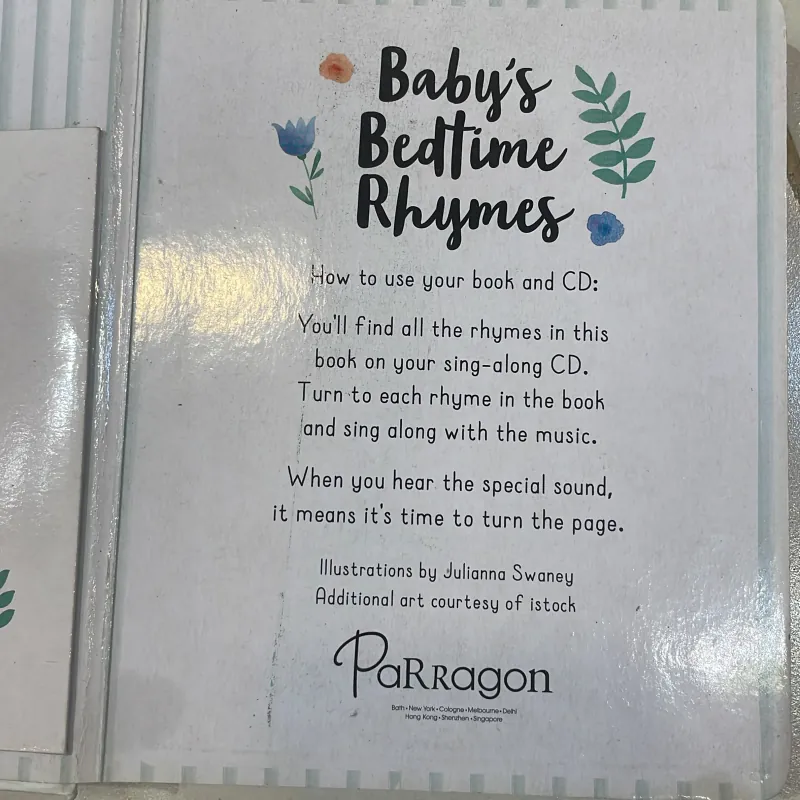 Baby's
Bedtime
Rhymes
How to use your book and CD:
You'll find all the rhymes in this
book on your sing-along CD.
Turn to each rhyme in the book
and sing along with the music.
When you hear the special sound,
it means it's time to turn the page.
Illustrations by Julianna Swaney
Additional art courtesy of istock
PaRRagon
Bath • New York • Cologne • Melbourne • Delhi
Hong Kong • Shenzhen • Singapore